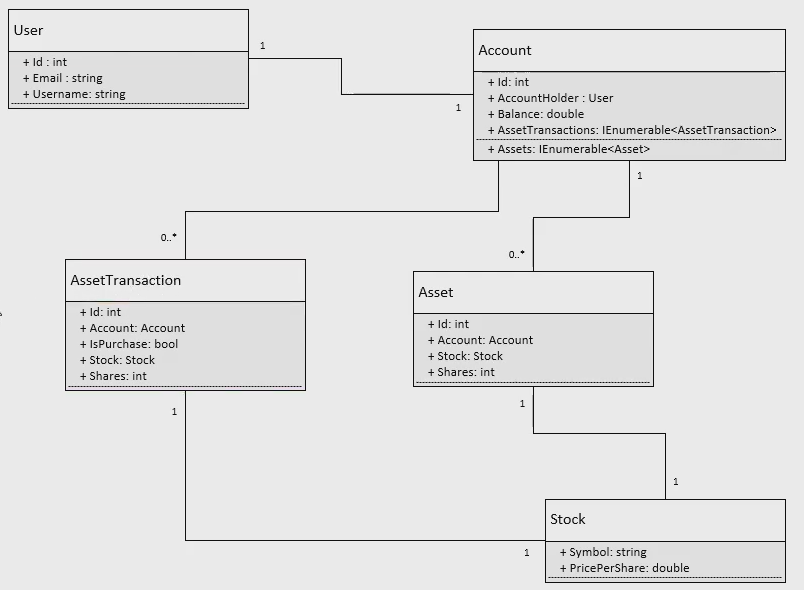 User
+ Id : int
+ Email : string
+ Username: string
1
1
Account
+ Id: int
+ AccountHolder : User
+ Balance: double
+ AssetTransactions: IEnumerable<AssetTransaction>
+ Assets: IEnumerable<Asset>
1
0..*
0..*
AssetTransaction
+ Id: int
+ Account: Account
+ IsPurchase: bool
+ Stock: Stock
+ Shares: int
Asset
+ Id: int
+ Account: Account
+ Stock: Stock
+ Shares: int
1
1
1
1
Stock
+ Symbol: string
+ PricePerShare: double